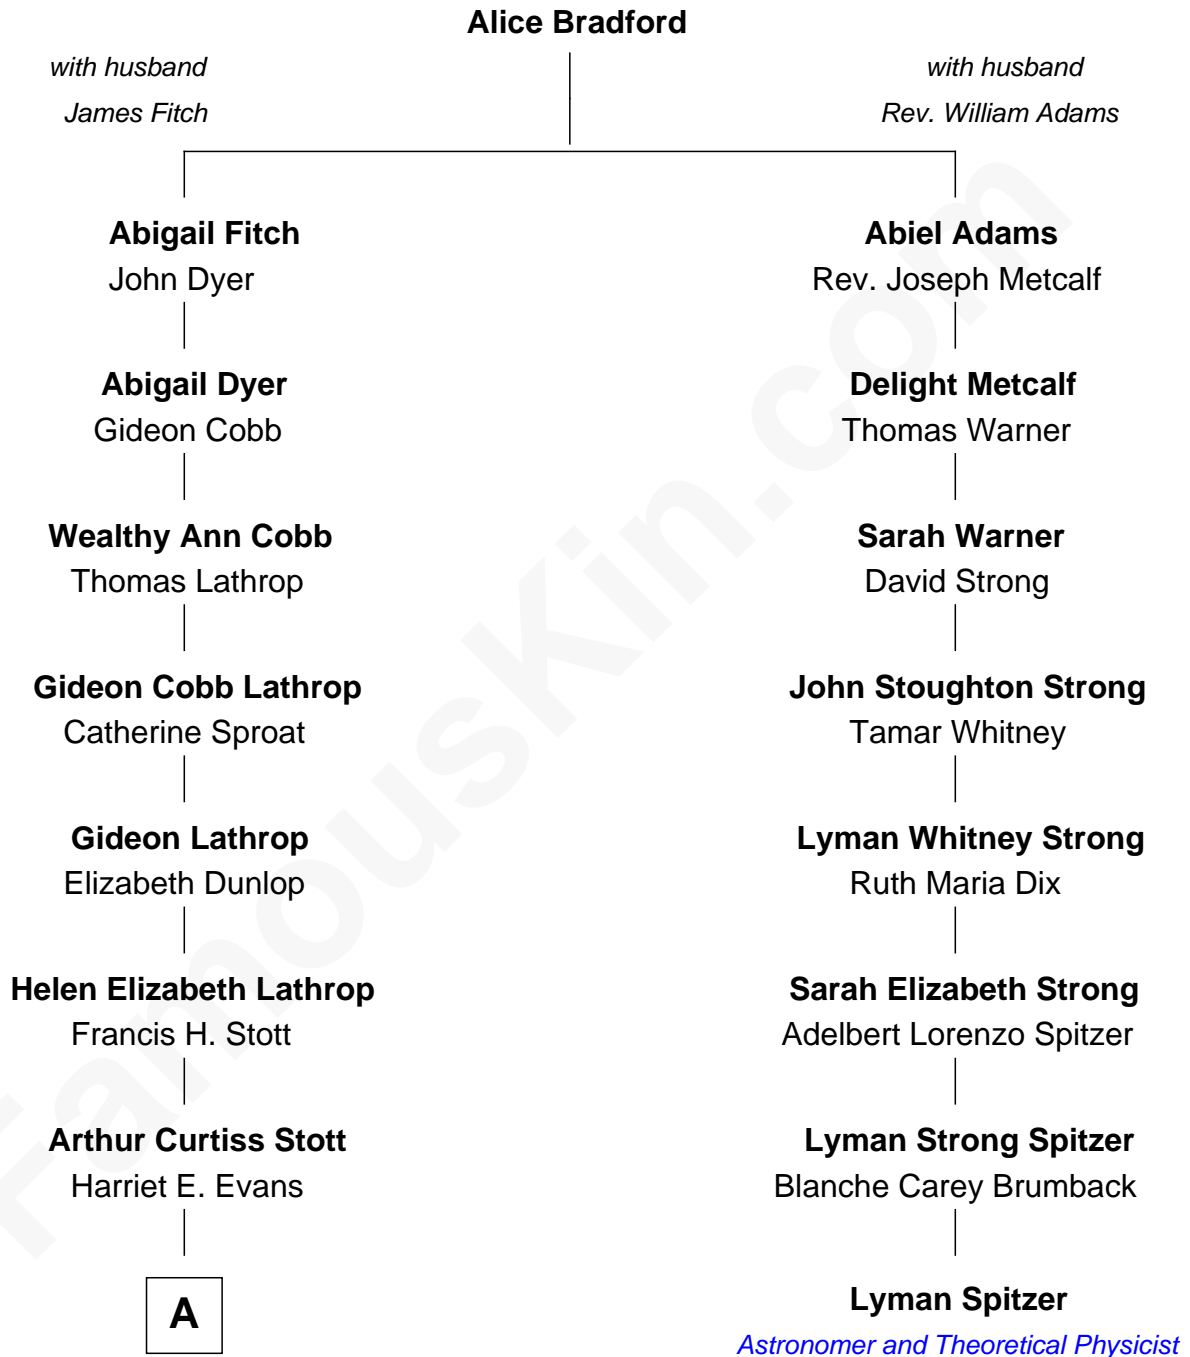 Alice Bradford
with husband
James Fitch
with husband
Rev. William Adams
Abigail Fitch
John Dyer
Abiel Adams
Rev. Joseph Metcalf
Abigail Dyer
Gideon Cobb
Delight Metcalf
Thomas Warner
Wealthy Ann Cobb
Thomas Lathrop
Sarah Warner
David Strong
Gideon Cobb Lathrop
Catherine Sproat
John Stoughton Strong
Tamar Whitney
Gideon Lathrop
Elizabeth Dunlop
Lyman Whitney Strong
Ruth Maria Dix
Helen Elizabeth Lathrop
Francis H. Stott
Sarah Elizabeth Strong
Adelbert Lorenzo Spitzer
Arthur Curtiss Stott
Harriet E. Evans
Lyman Strong Spitzer
Blanche Carey Brumback
A
Lyman Spitzer
Astronomer and Theoretical Physicist
FamousKin.com